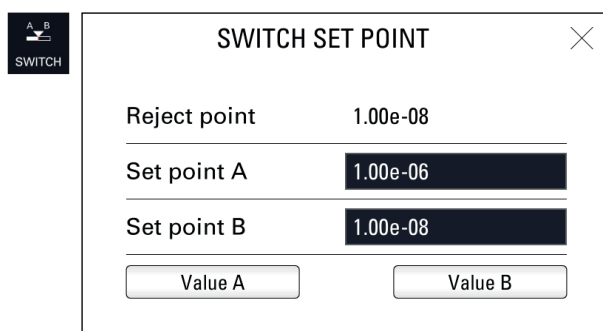 A B
SWITCH
SWITCH SET POINT
Reject point 1.00e-08
Set point A 1.00e-06
Set point B 1.00e-08
Value A Value B